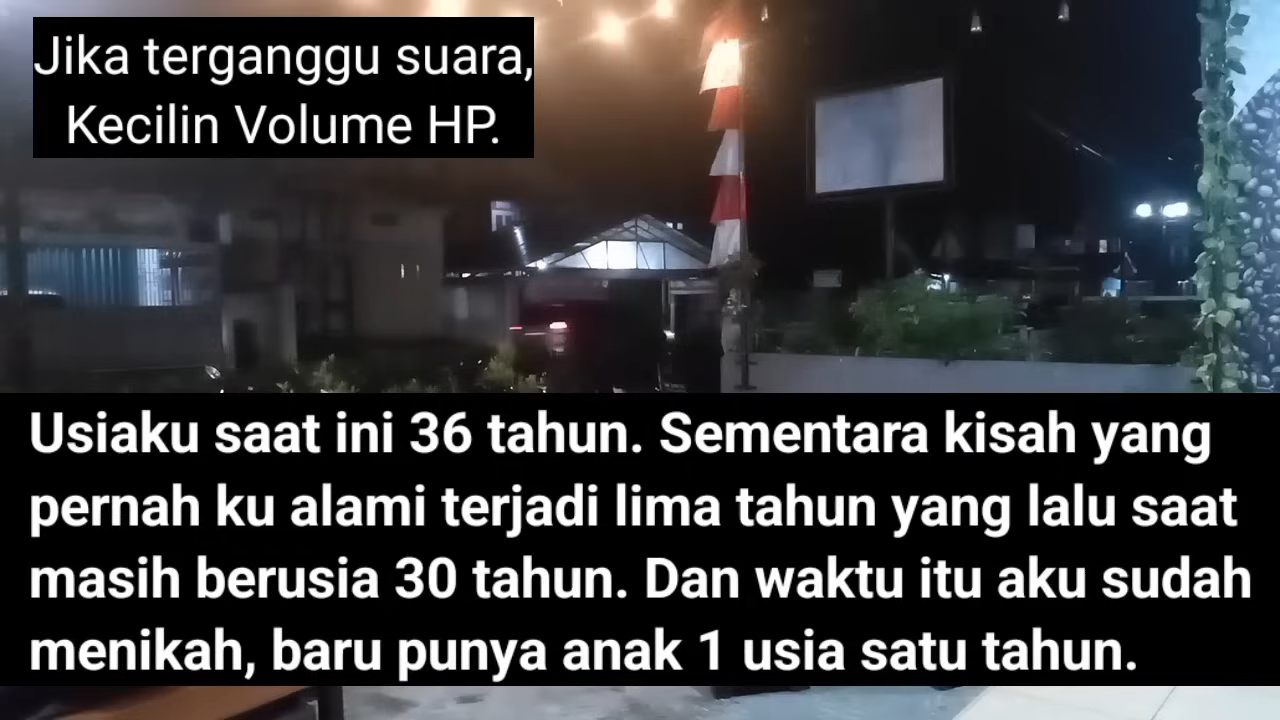 Jika terganggu suara,
Kecilin Volume HP.
Usiaku saat ini 36 tahun. Sementara kisah yang
pernah ku alami terjadi lima tahun yang lalu saat
masih berusia 30 tahun. Dan waktu itu aku sudah
menikah, baru punya anak 1 usia satu tahun.